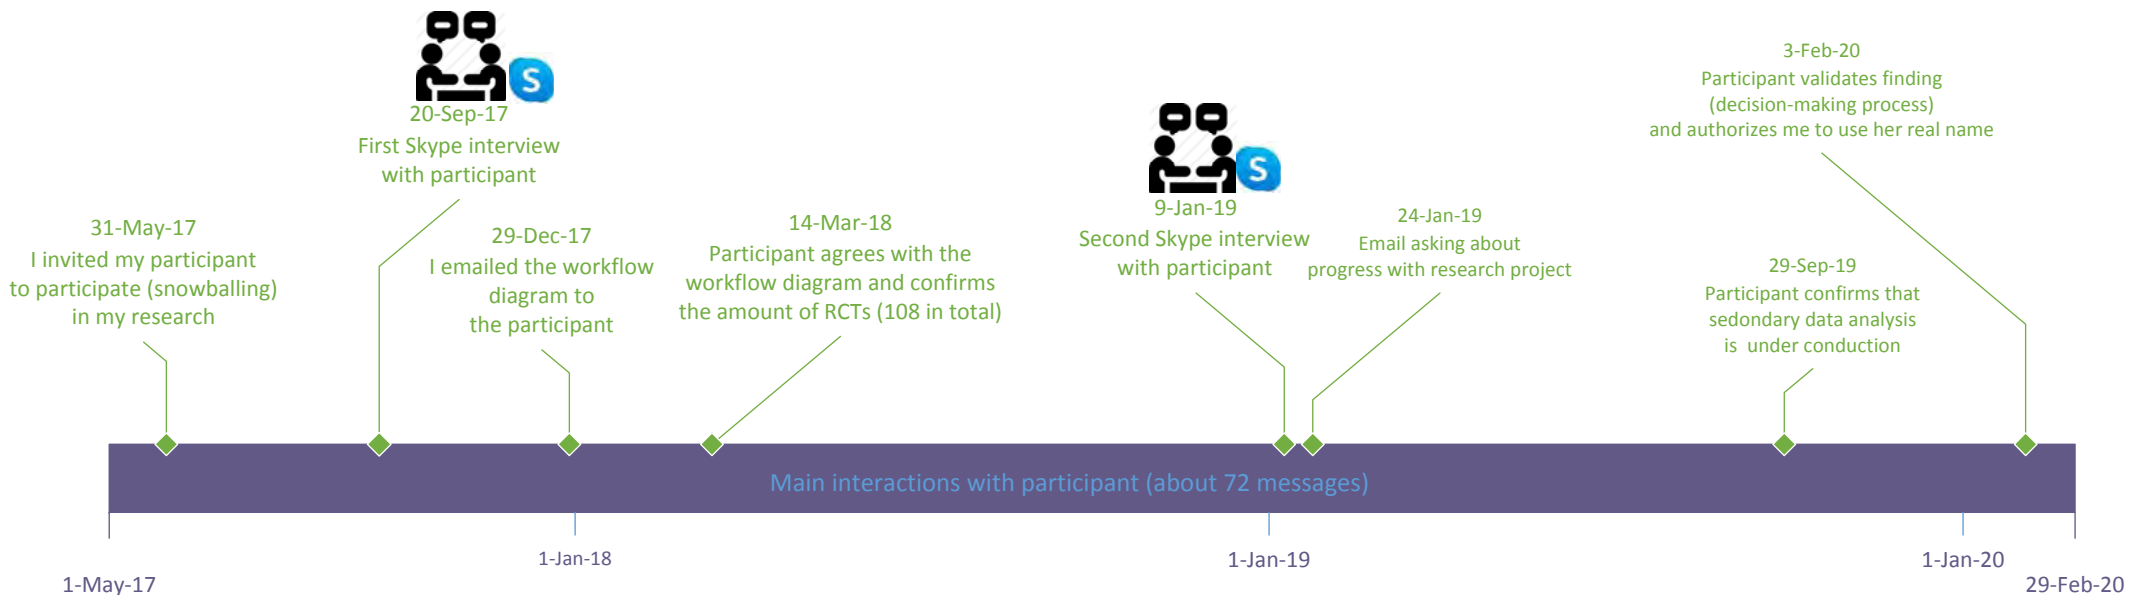 31-May-17
I invited my participant
to participate (snowballing)
in my research
S
20-Sep-17
First Skype interview
with participant
29-Dec-17
I emailed the workflow
diagram to
the participant
14-Mar-18
Participant agrees with the
workflow diagram and confirms
the amount of RCTs (108 in total)
S
9-Jan-19
Second Skype interview
with participant
24-Jan-19
Email asking about
progress with research project
29-Sep-19
Participant confirms that
sedondary data analysis
is  under conduction
3-Feb-20
Participant validates finding
(decision-making process)
and authorizes me to use her real name
Main interactions with participant (about 72 messages)
1-May-17
1-Jan-18
1-Jan-19
1-Jan-20
29-Feb-20